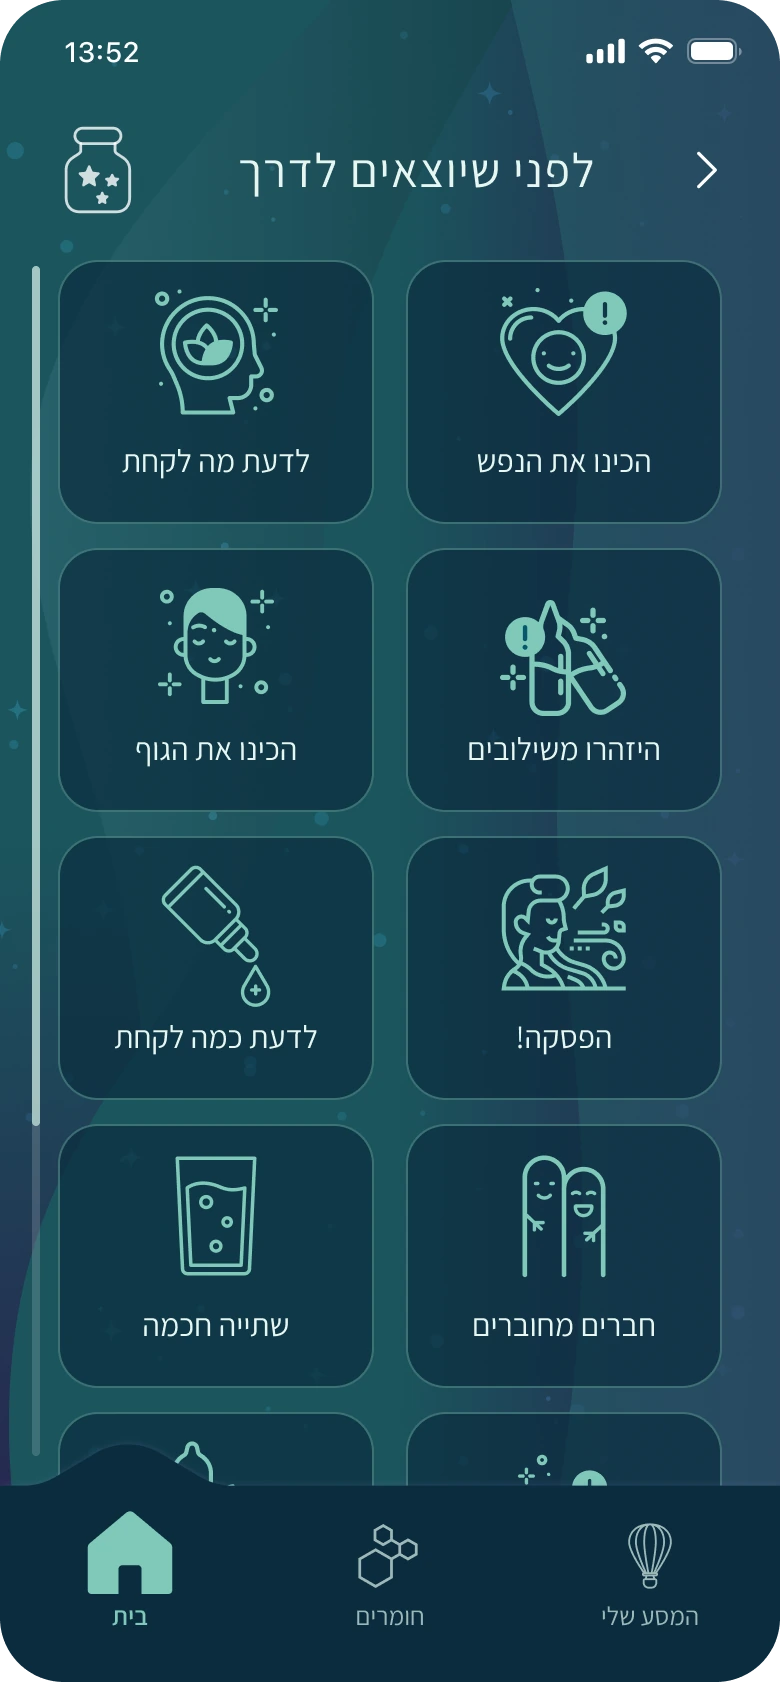 13:52
לפני שיוצאים לדרך
הכינו את הנפש
לדעת מה לקחת
היזהרו משילובים
הכינו את הגוף
הפסקה!
לדעת כמה לקחת
חברים מחוברים
שתייה חכמה
המסע שלי
חומרים
בית